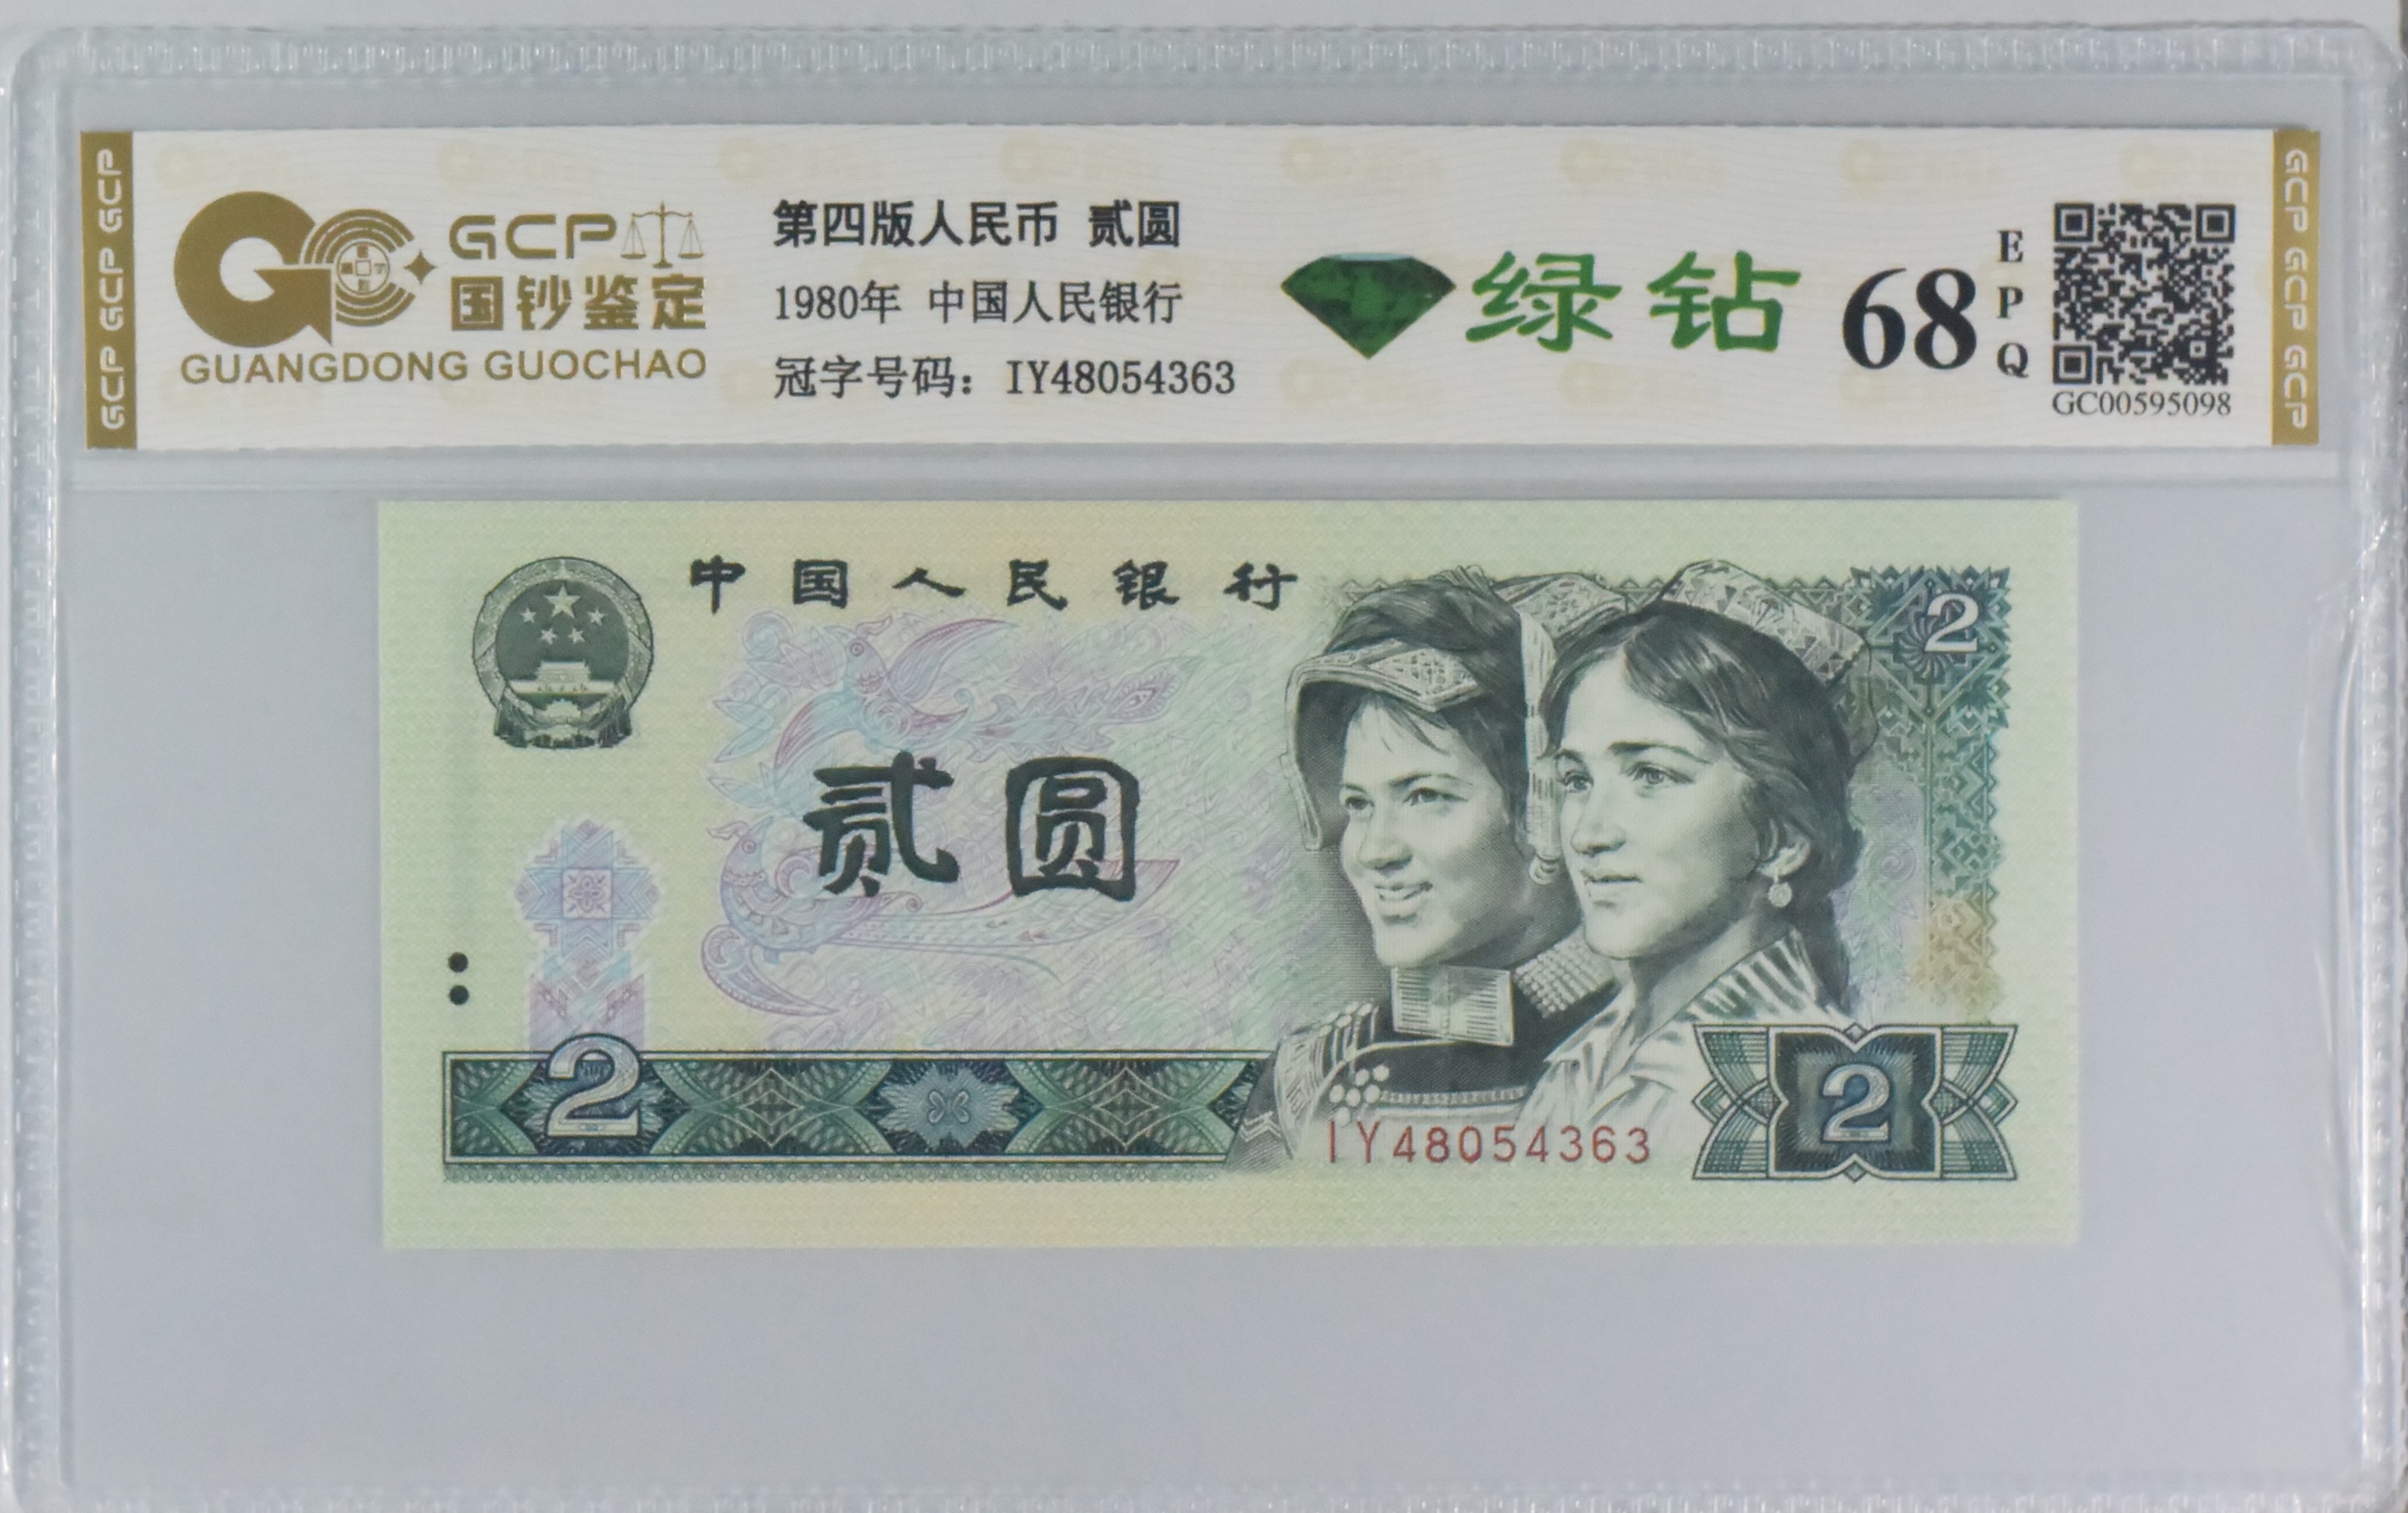 GCP GCP GCP
GCP
国钞鉴定
GUANGDONG GUOCHAO
第四版人民币 贰圆
1980年 中国人民银行
冠字号码：IY48054363
绿钻
68
EPQ
GC00595098
GCP GCP GCP
中国人民银行
2
贰圆
2
IY48054363
2